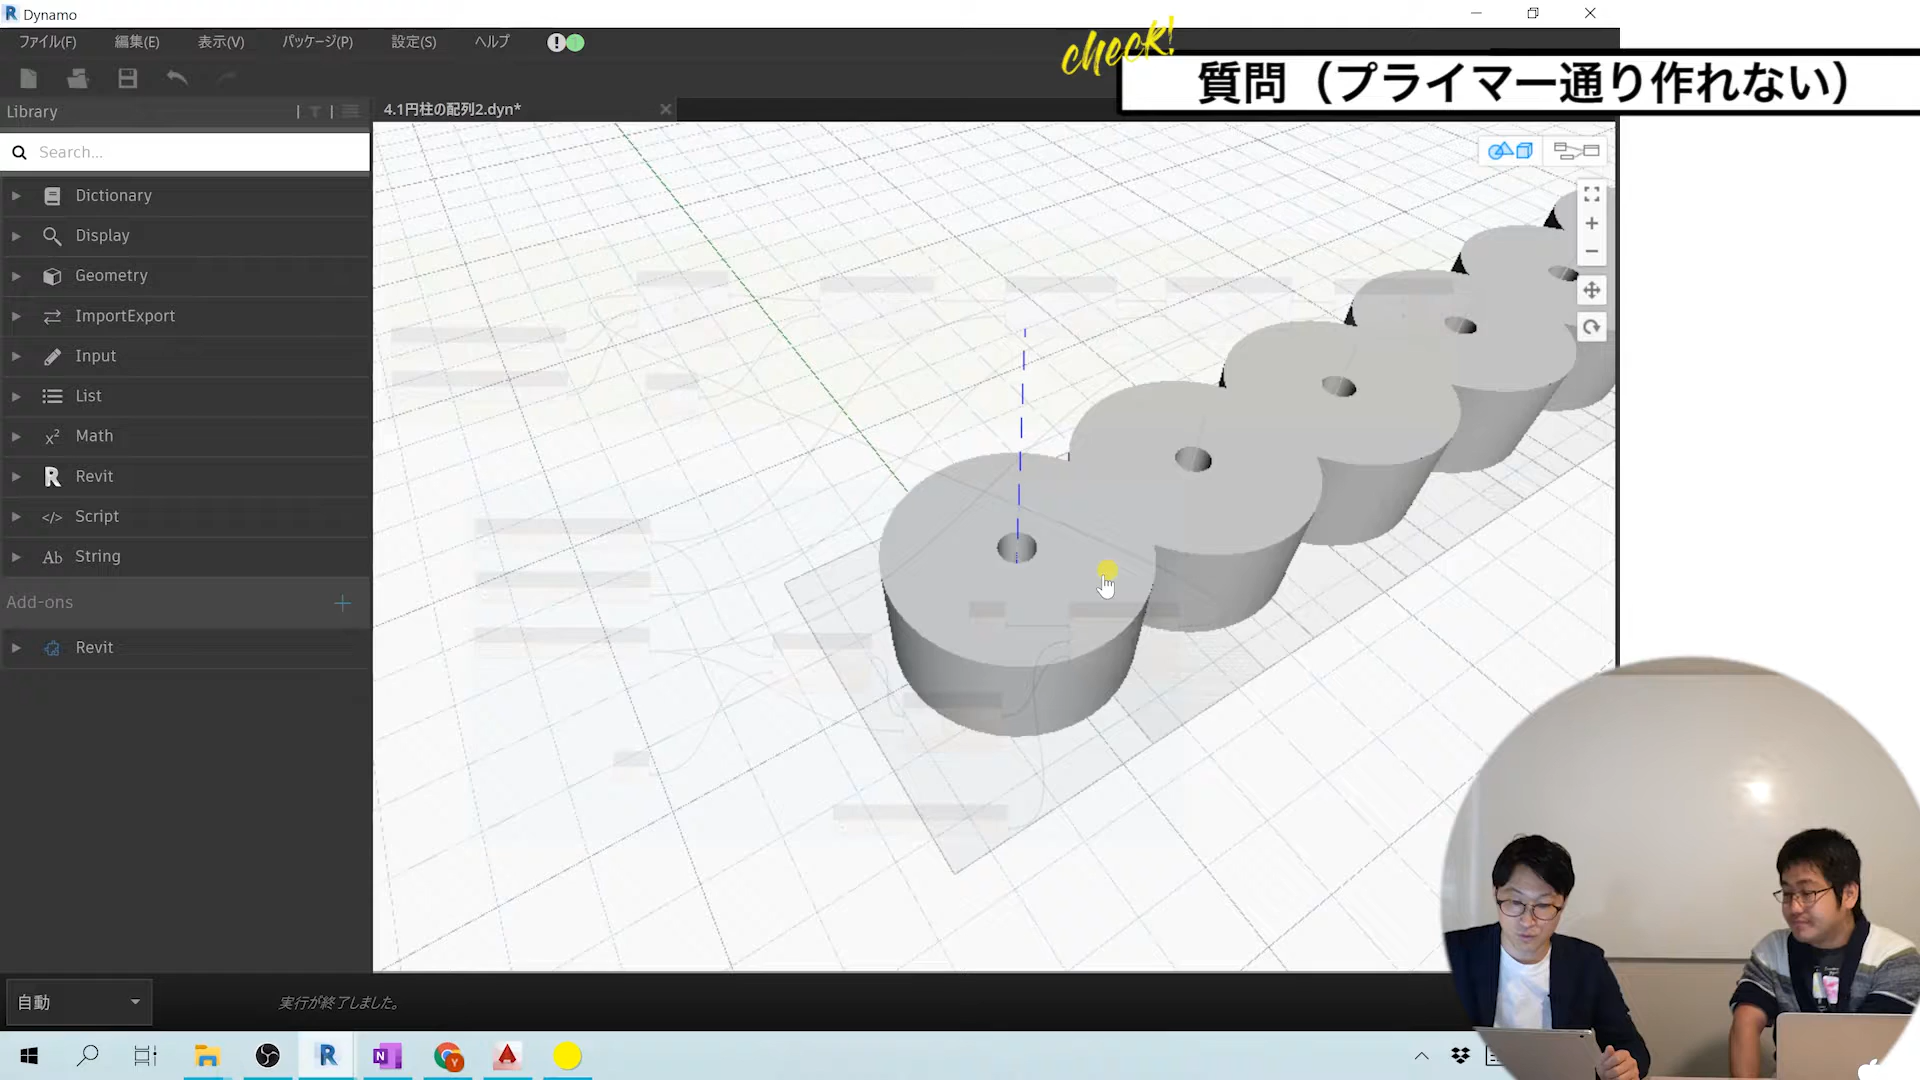 Dynamo
check!
質問（プライマー通り作れない）
ファイル(F)
編集(E)
表示(V)
パッケージ(P)
設定(S)
ヘルプ
Library
4.1円柱の配列2.dyn*
Search...
Dictionary
Display
Geometry
ImportExport
Input
List
Math
Revit
Script
String
Add-ons
Revit
自動
実行が終了しました。